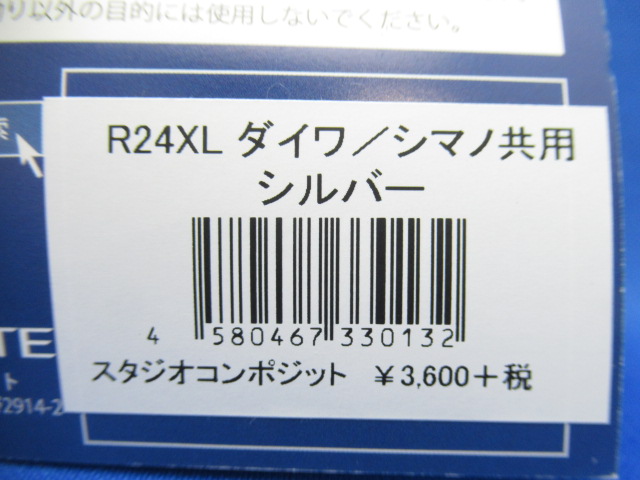 り以外の目的には使用しないでください。
R24XL ダイワ／シマノ共用
シルバー
4 580467 330132
スタジオコンポジット ￥3,600＋税
TE
ト
2914-2